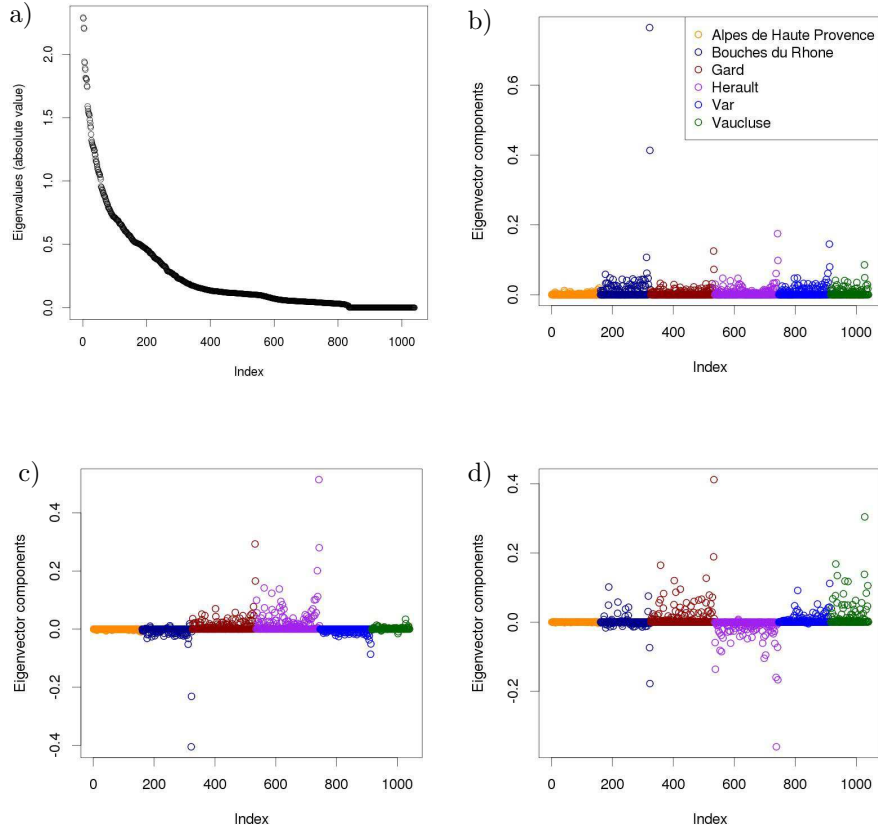 a)
Eigenvalues (absolute value)
2.0
1.5
1.0
0.5
0.0
0 200 400 600 800 1000
Index
b)
Eigenvector components
0.6
0.4
0.2
0.0
Alpes de Haute Provence
Bouches du Rhone
Gard
Herault
Var
Vaucluse
0 200 400 600 800 1000
Index
c)
Eigenvector components
0.4
0.2
0.0
-0.2
-0.4
0 200 400 600 800 1000
Index
d)
Eigenvector components
0.4
0.2
0.0
-0.2
0 200 400 600 800 1000
Index